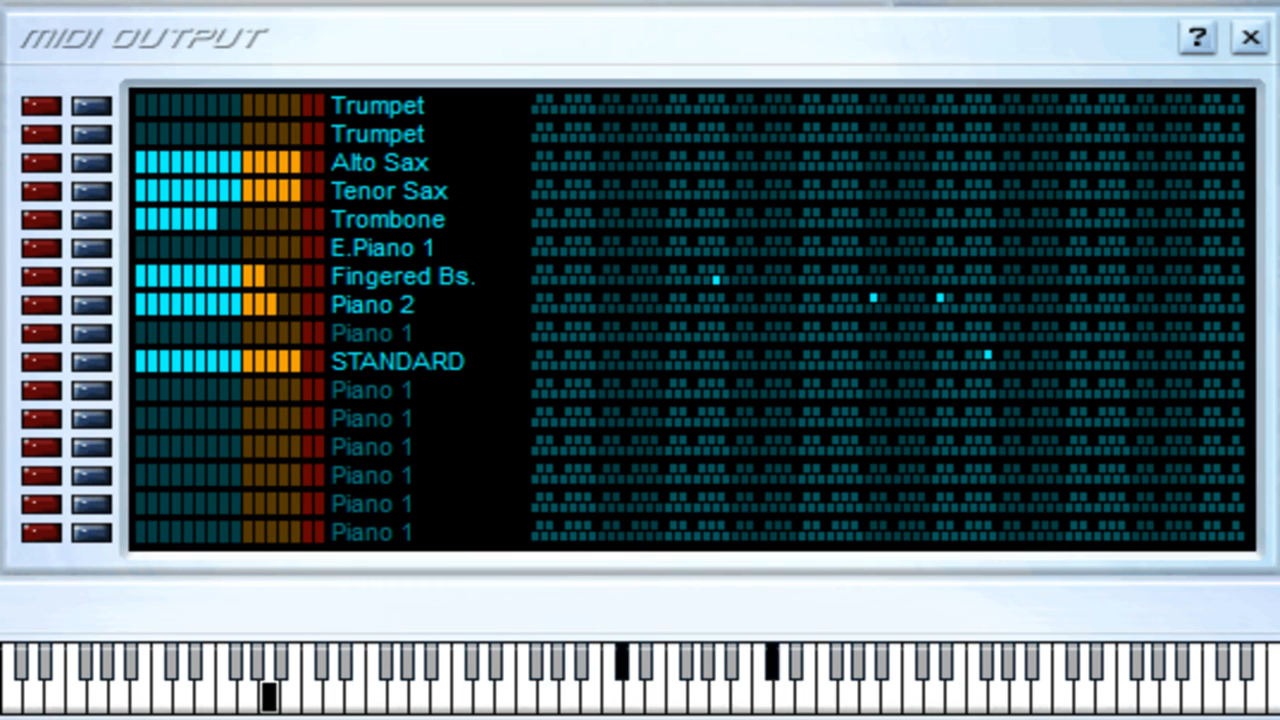 MIDI OUTPUT
? ×
Trumpet
Trumpet
Alto Sax
Tenor Sax
Trombone
E.Piano 1
Fingered Bs.
Piano 2
Piano 1
STANDARD
Piano 1
Piano 1
Piano 1
Piano 1
Piano 1
Piano 1